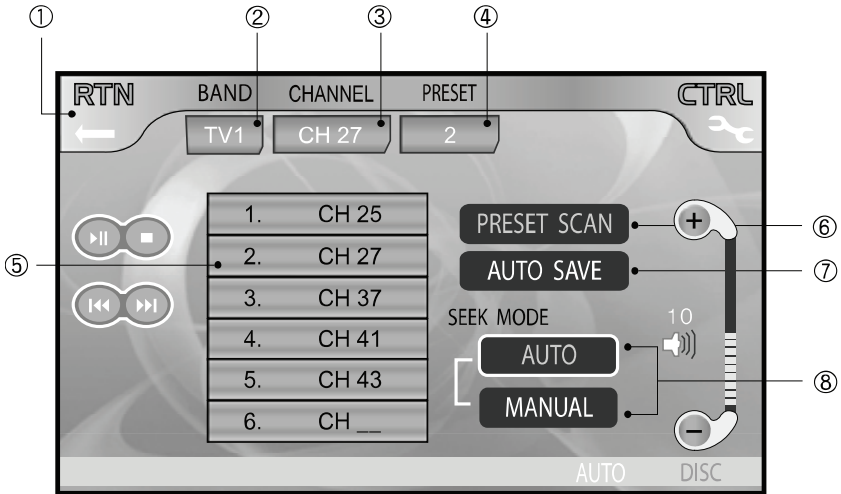 ① ② ③ ④
RTN BAND CHANNEL PRESET CTRL
TV1 CH 27 2
1. CH 25
2. CH 27
3. CH 37
4. CH 41
5. CH 43
6. CH __
⑤
PRESET SCAN
⑥
AUTO SAVE
⑦
SEEK MODE
10
AUTO
MANUAL
⑧
AUTO DISC